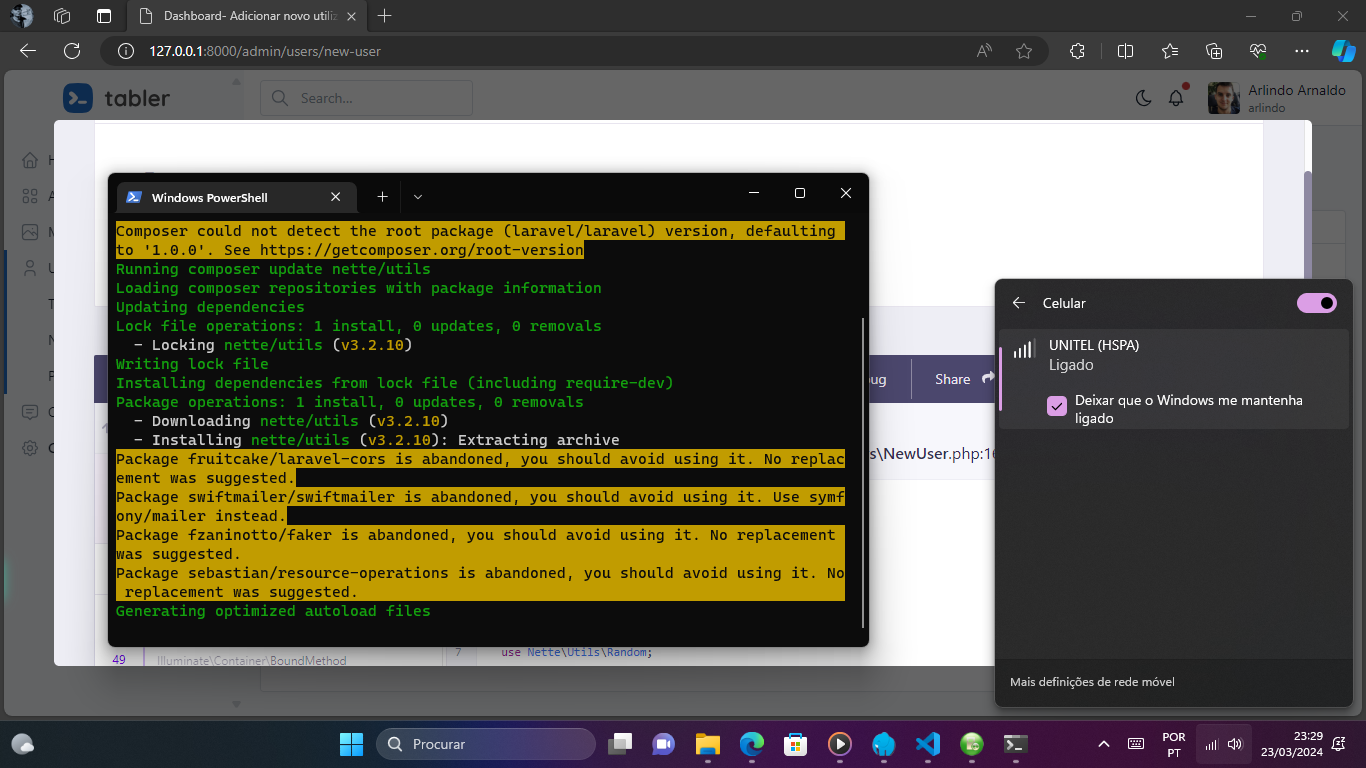 Dashboard- Adicionar novo utiliz
127.0.0.1:8000/admin/users/new-user
tabler
Search...
Arlindo Arnaldo
arlindo
Windows PowerShell
Composer could not detect the root package (laravel/laravel) version, defaulting
to '1.0.0'. See https://getcomposer.org/root-version
Running composer update nette/utils
Loading composer repositories with package information
Updating dependencies
Lock file operations: 1 install, 0 updates, 0 removals
- Locking nette/utils (v3.2.10)
Writing lock file
Installing dependencies from lock file (including require-dev)
Package operations: 1 install, 0 updates, 0 removals
- Downloading nette/utils (v3.2.10)
- Installing nette/utils (v3.2.10): Extracting archive
Package fruitcake/laravel-cors is abandoned, you should avoid using it. No replac
ement was suggested.
Package swiftmailer/swiftmailer is abandoned, you should avoid using it. Use symf
ony/mailer instead.
Package fzaninotto/faker is abandoned, you should avoid using it. No replacement
was suggested.
Package sebastian/resource-operations is abandoned, you should avoid using it. No
replacement was suggested.
Generating optimized autoload files
ug
Share
s\NewUser.php:16
49
Illuminate\Container\BoundMethod
7
use Nette\Utils\Random;
Celular
UNITEL (HSPA)
Ligado
Deixar que o Windows me mantenha
ligado
Mais definições de rede móvel
Procurar
POR
PT
23:29
23/03/2024